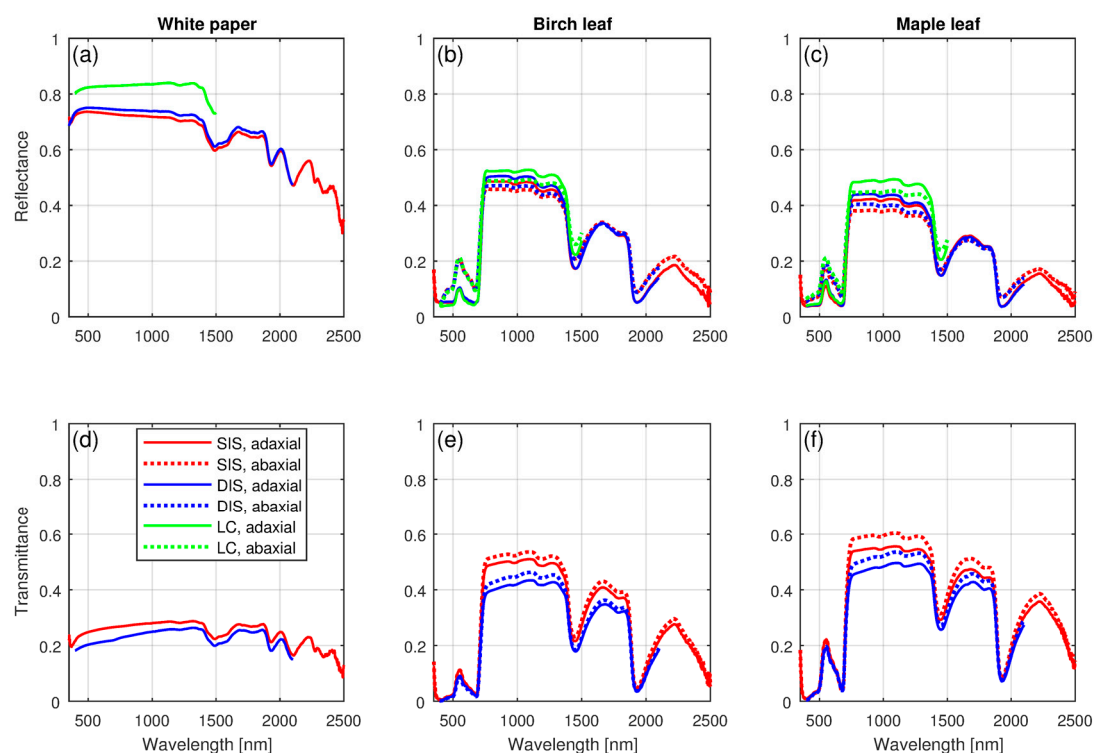 White paper
Birch leaf
Maple leaf
Reflectance
1
0.8
0.6
0.4
0.2
0
(a)
500 1000 1500 2000 2500
1
0.8
0.6
0.4
0.2
0
(b)
500 1000 1500 2000 2500
1
0.8
0.6
0.4
0.2
0
(c)
500 1000 1500 2000 2500
Transmittance
1
0.8
0.6
0.4
0.2
0
(d)
SIS, adaxial
SIS, abaxial
DIS, adaxial
DIS, abaxial
LC, adaxial
LC, abaxial
500 1000 1500 2000 2500
Wavelength [nm]
1
0.8
0.6
0.4
0.2
0
(e)
500 1000 1500 2000 2500
Wavelength [nm]
1
0.8
0.6
0.4
0.2
0
(f)
500 1000 1500 2000 2500
Wavelength [nm]